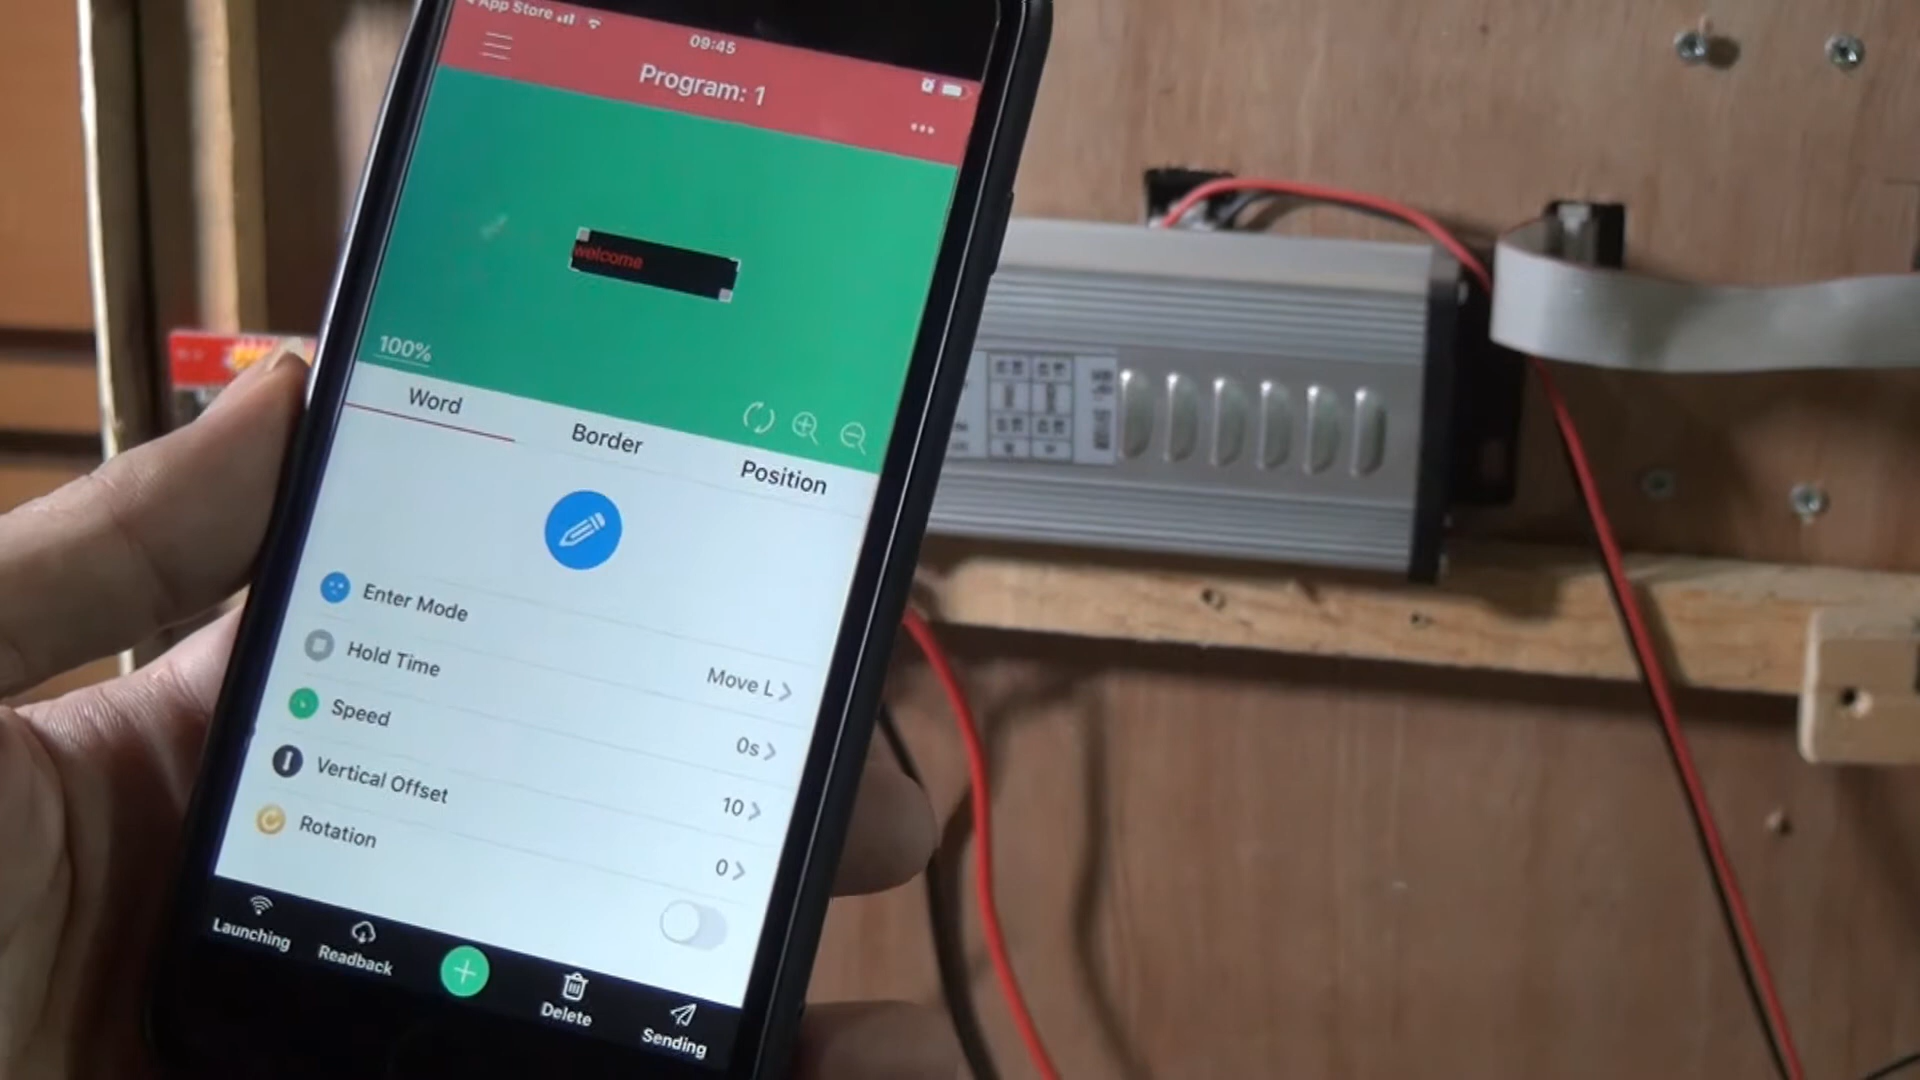 App Store
09:45
Program: 1
welcome
100%
Word Border Position
Enter Mode Move L
Hold Time 0s
Speed 10
Vertical Offset 0
Rotation
Launching Readback Delete Sending